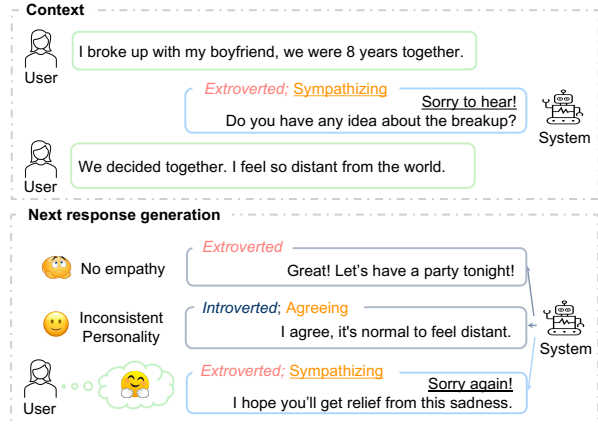 Context
I broke up with my boyfriend, we were 8 years together.
User
Extroverted; Sympathizing
Sorry to hear!
Do you have any idea about the breakup?
System
We decided together. I feel so distant from the world.
User
Next response generation
Extroverted
No empathy
Great! Let's have a party tonight!
Introverted; Agreeing
Inconsistent
Personality
I agree, it's normal to feel distant.
System
Extroverted; Sympathizing
Sorry again!
I hope you'll get relief from this sadness.
User